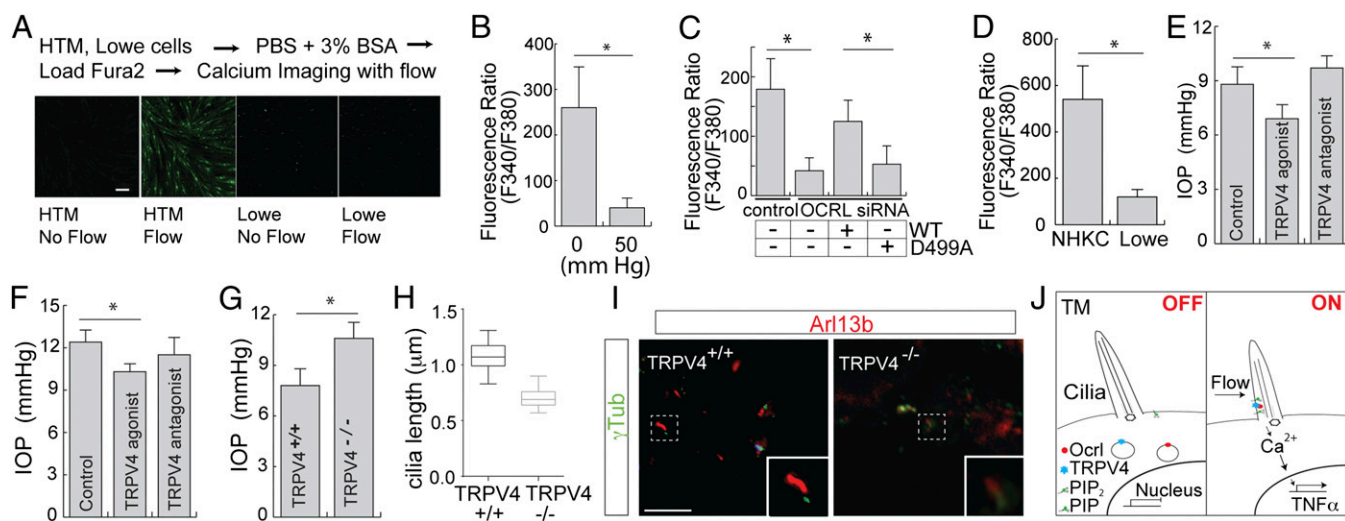 A
HTM, Lowe cells → PBS + 3% BSA →
Load Fura2 → Calcium Imaging with flow
HTM
No Flow
HTM
Flow
Lowe
No Flow
Lowe
Flow
B
Fluorescence Ratio
(F340/F380)
400
300
200
100
0
*
0 50
(mm Hg)
C
Fluorescence Ratio
(F340/F380)
200
100
0
* *
control OCRL siRNA
- - + - WT
- - - + D499A
D
Fluorescence Ratio
(F340/F380)
800
600
400
200
0
*
NHKC Lowe
E
IOP (mmHg)
12
9
6
3
0
*
Control
TRPV4 agonist
TRPV4 antagonist
F
IOP (mmHg)
15
12
9
6
3
0
*
Control
TRPV4 agonist
TRPV4 antagonist
G
IOP (mmHg)
12
9
6
3
0
*
TRPV4 +/+
TRPV4 -/-
H
cilia length (μm)
1.5
1.0
0.5
0.0
TRPV4 TRPV4
+/+ -/-
I
Arl13b
γTub
TRPV4+/+
TRPV4-/-
J
TM OFF
Cilia
Ocrl
TRPV4
PIP2
PIP
Nucleus
ON
Flow
Ca2+
TNFα